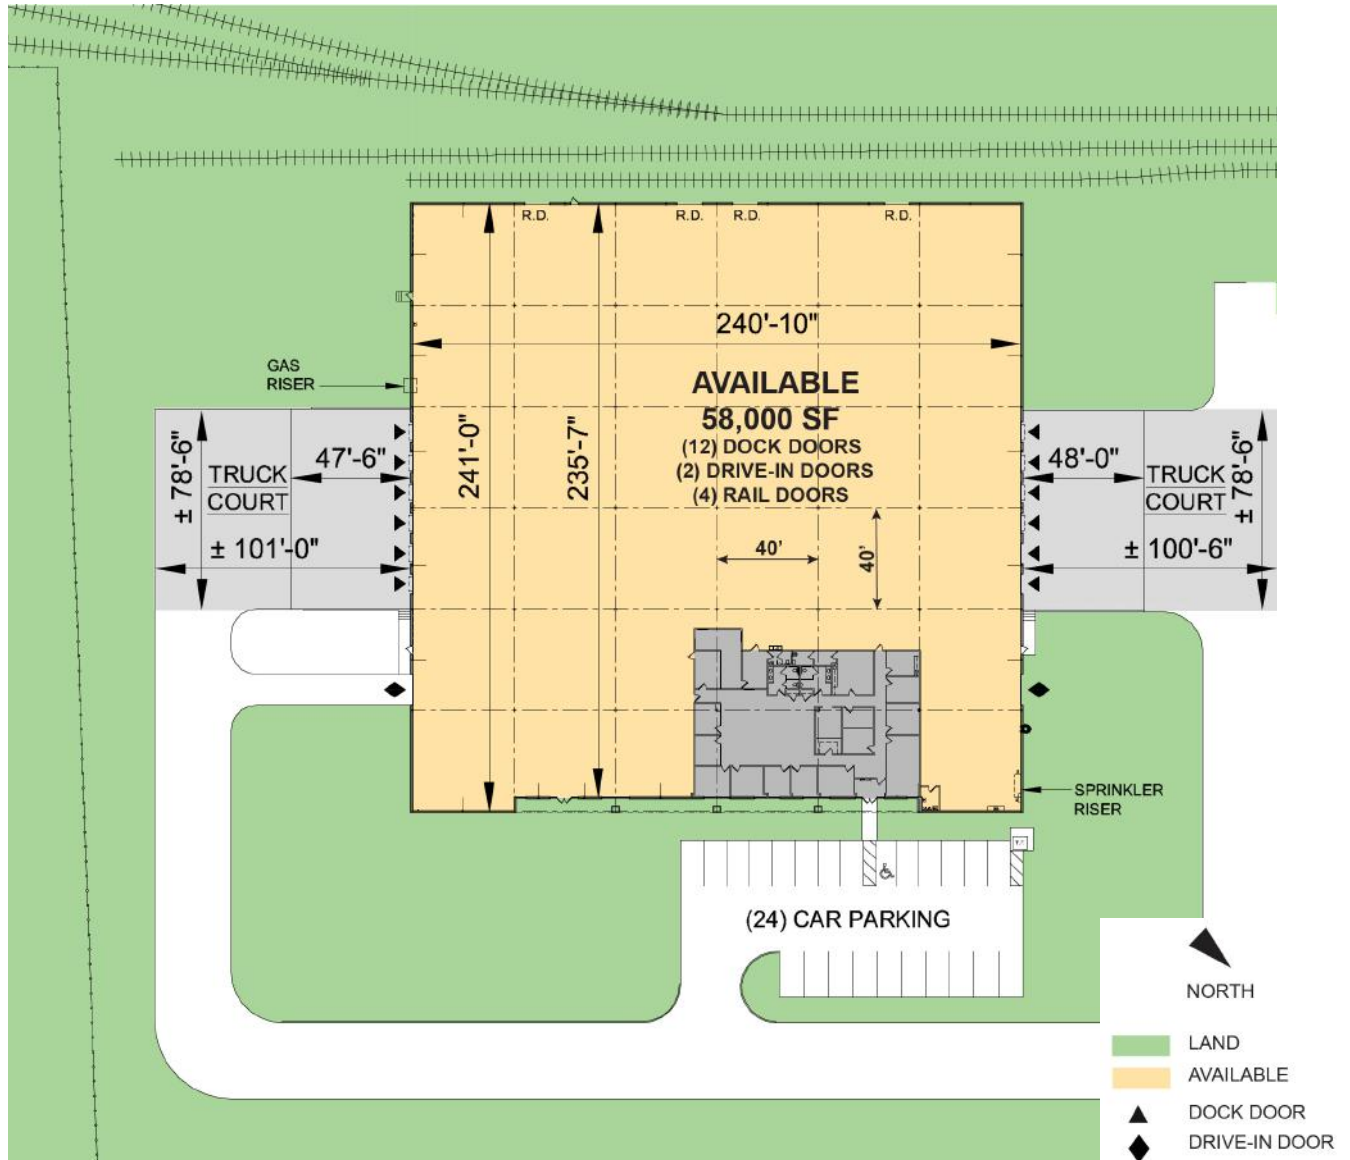 R.D.
R.D.
R.D.
R.D.
240'-10"
GAS
RISER
AVAILABLE
58,000 SF
(12) DOCK DOORS
(2) DRIVE-IN DOORS
(4) RAIL DOORS
241'-0"
235'-7"
± 78'-6"
47'-6"
TRUCK
COURT
± 101'-0"
48'-0"
TRUCK
COURT
± 78'-6"
± 100'-6"
40'
40'
SPRINKLER
RISER
(24) CAR PARKING
NORTH
LAND
AVAILABLE
DOCK DOOR
DRIVE-IN DOOR